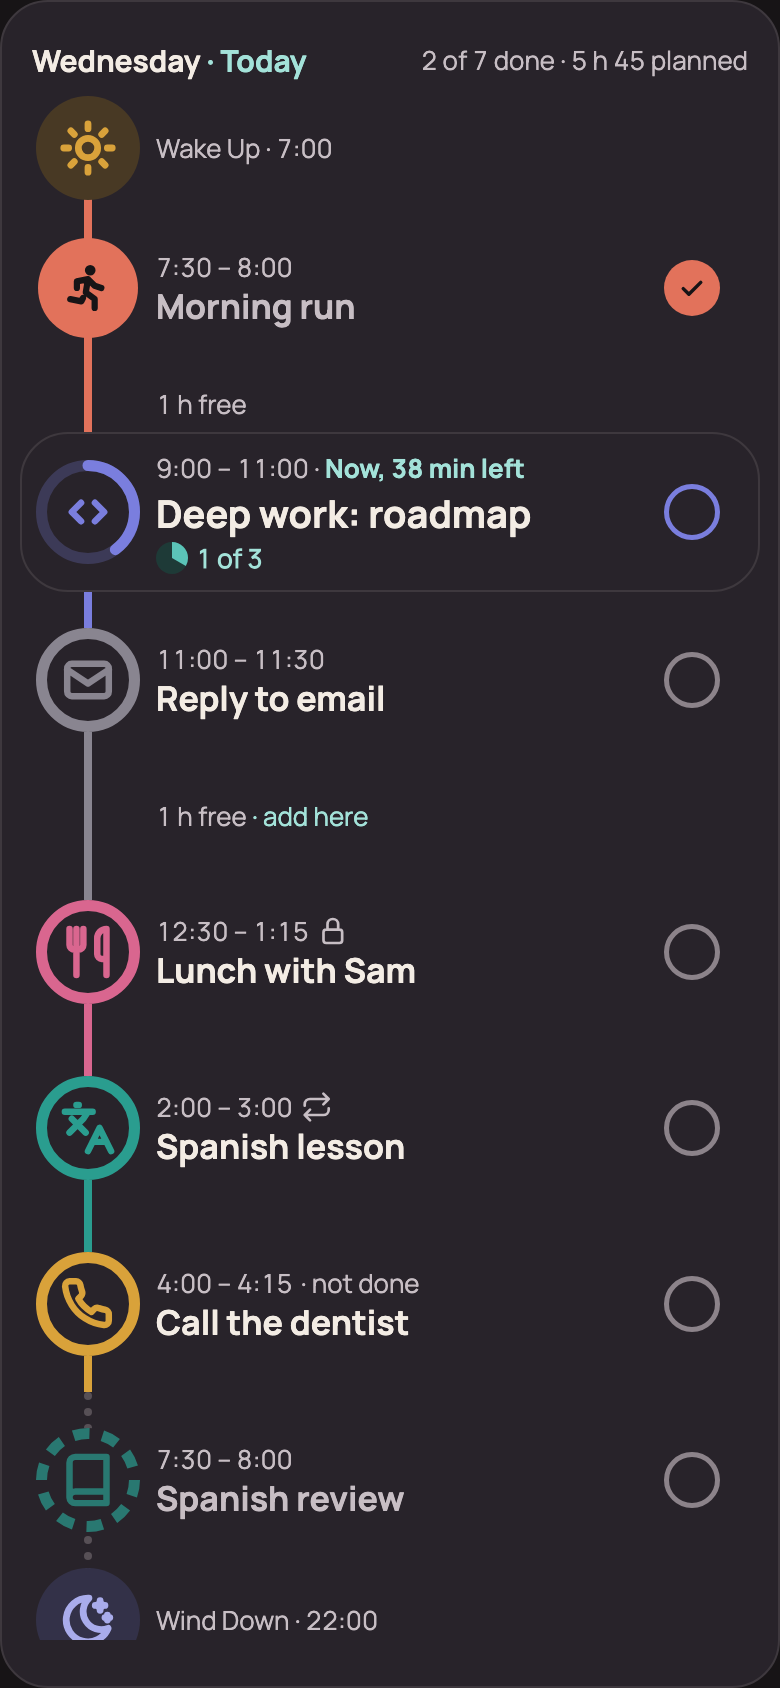 Wednesday · Today
2 of 7 done · 5 h 45 planned
Wake Up · 7:00
7:30 – 8:00
Morning run
1 h free
9:00 – 11:00 · Now, 38 min left
Deep work: roadmap
1 of 3
11:00 – 11:30
Reply to email
1 h free · add here
12:30 – 1:15
Lunch with Sam
2:00 – 3:00
Spanish lesson
4:00 – 4:15 · not done
Call the dentist
7:30 – 8:00
Spanish review
Wind Down · 22:00